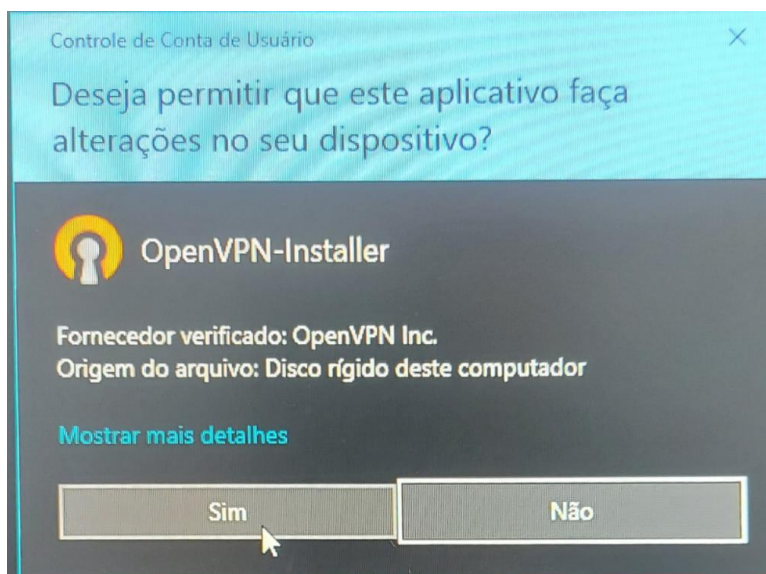 Controle de Conta de Usuário
Deseja permitir que este aplicativo faça
alterações no seu dispositivo?
OpenVPN-Installer
Fornecedor verificado: OpenVPN Inc.
Origem do arquivo: Disco rígido deste computador
Mostrar mais detalhes
Sim
Não